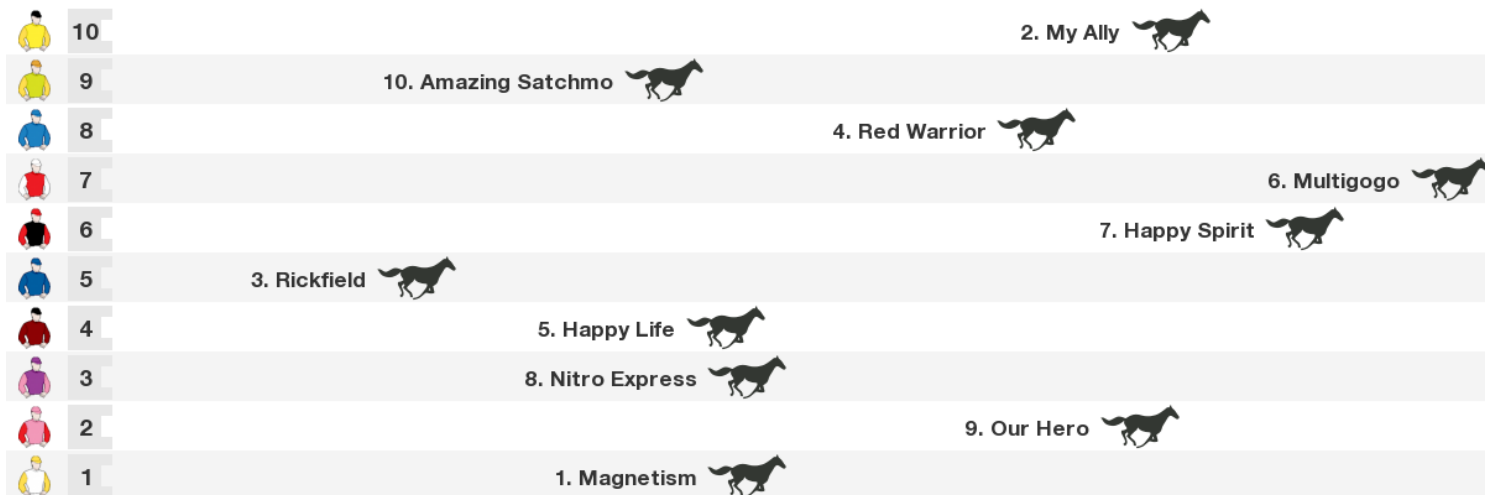 10 2. My Ally
9 10. Amazing Satchmo
8 4. Red Warrior
7 6. Multigogo
6 7. Happy Spirit
5 3. Rickfield
4 5. Happy Life
3 8. Nitro Express
2 9. Our Hero
1 1. Magnetism